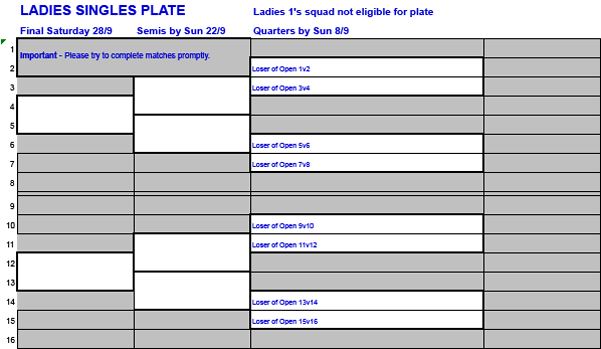 LADIES SINGLES PLATE
Ladies 1's squad not eligible for plate
Final Saturday 28/9 Semis by Sun 22/9 Quarters by Sun 8/9
1
Important - Please try to complete matches promptly.
2 Loser of Open 1v2
3 Loser of Open 3v4
4
5
6 Loser of Open 5v6
7 Loser of Open 7v8
8
9
10 Loser of Open 9v10
11 Loser of Open 11v12
12
13
14 Loser of Open 13v14
15 Loser of Open 15v16
16